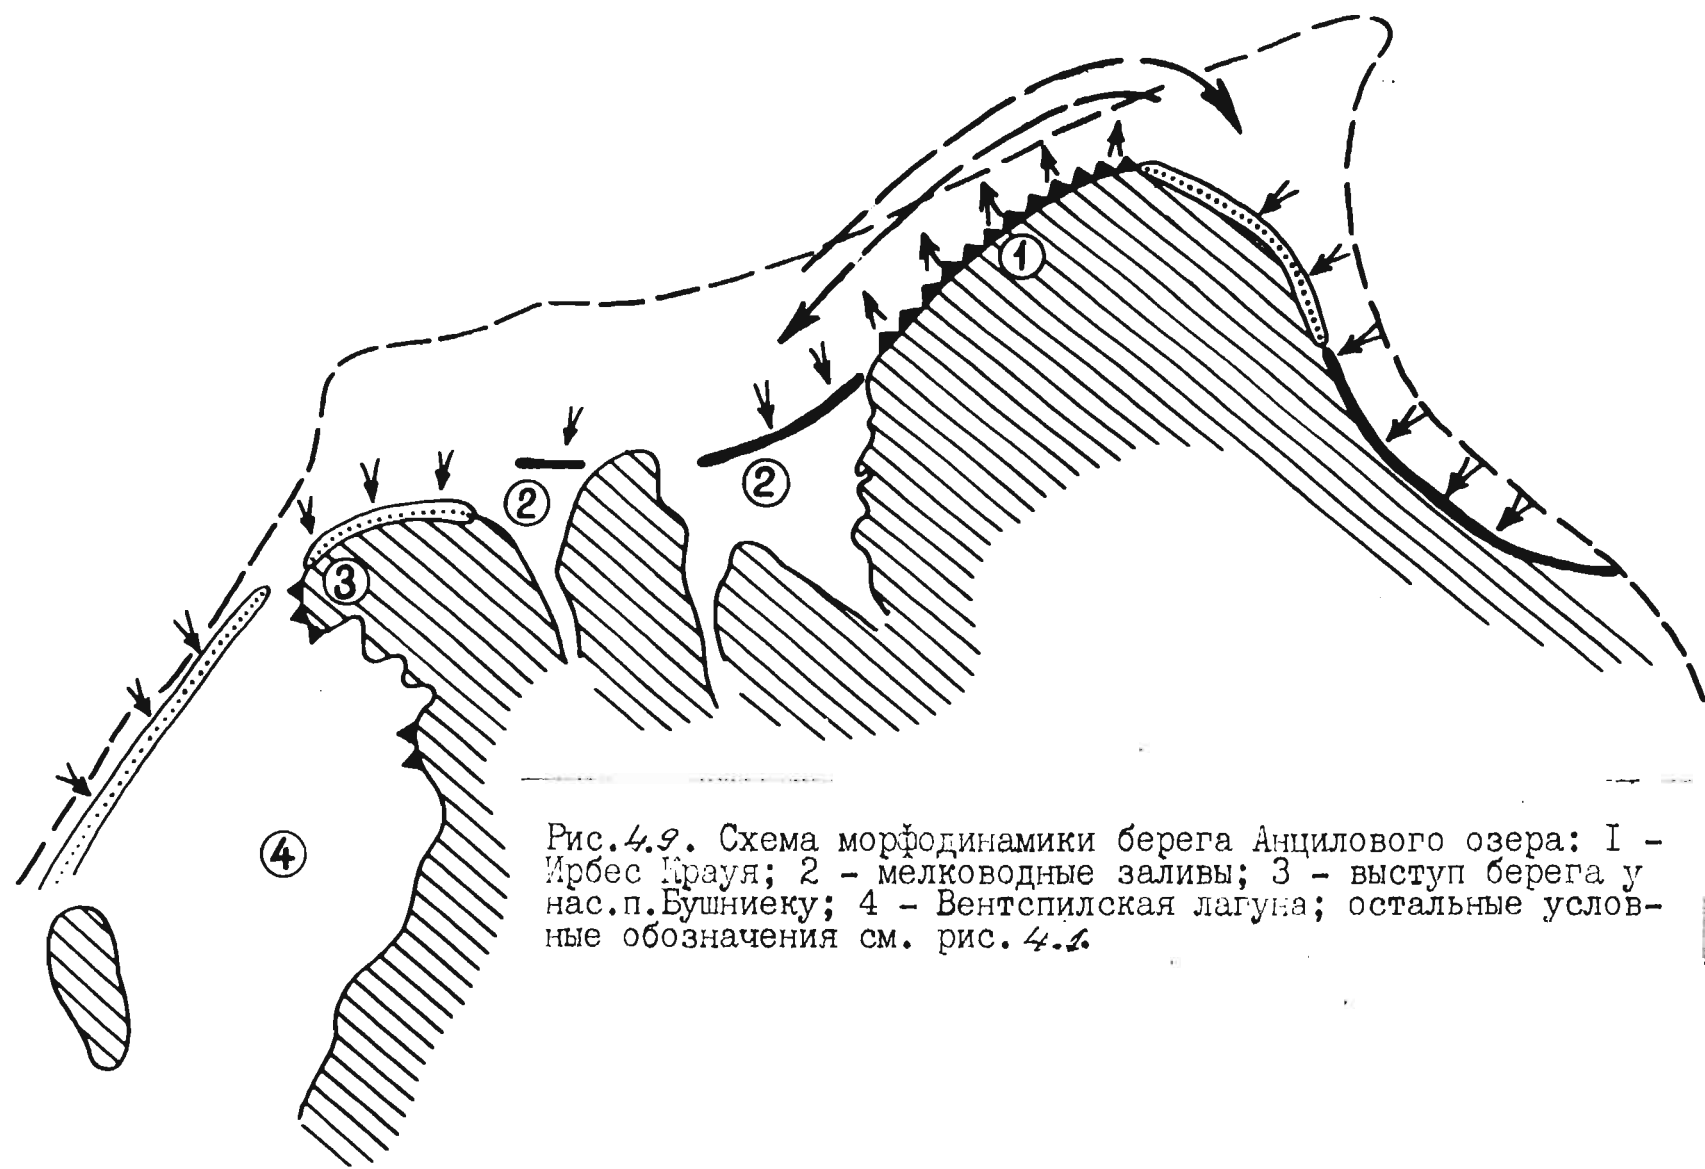 1
2
2
3
4
Рис.4.9. Схема морфодинамики берега Анцилового озера: I -
Ирбес Крауя; 2 - мелководные заливы; 3 - выступ берега у
нас.п.Бушниеку; 4 - Вентспилская лагуна; остальные услов-
ные обозначения см. рис. 4.1.